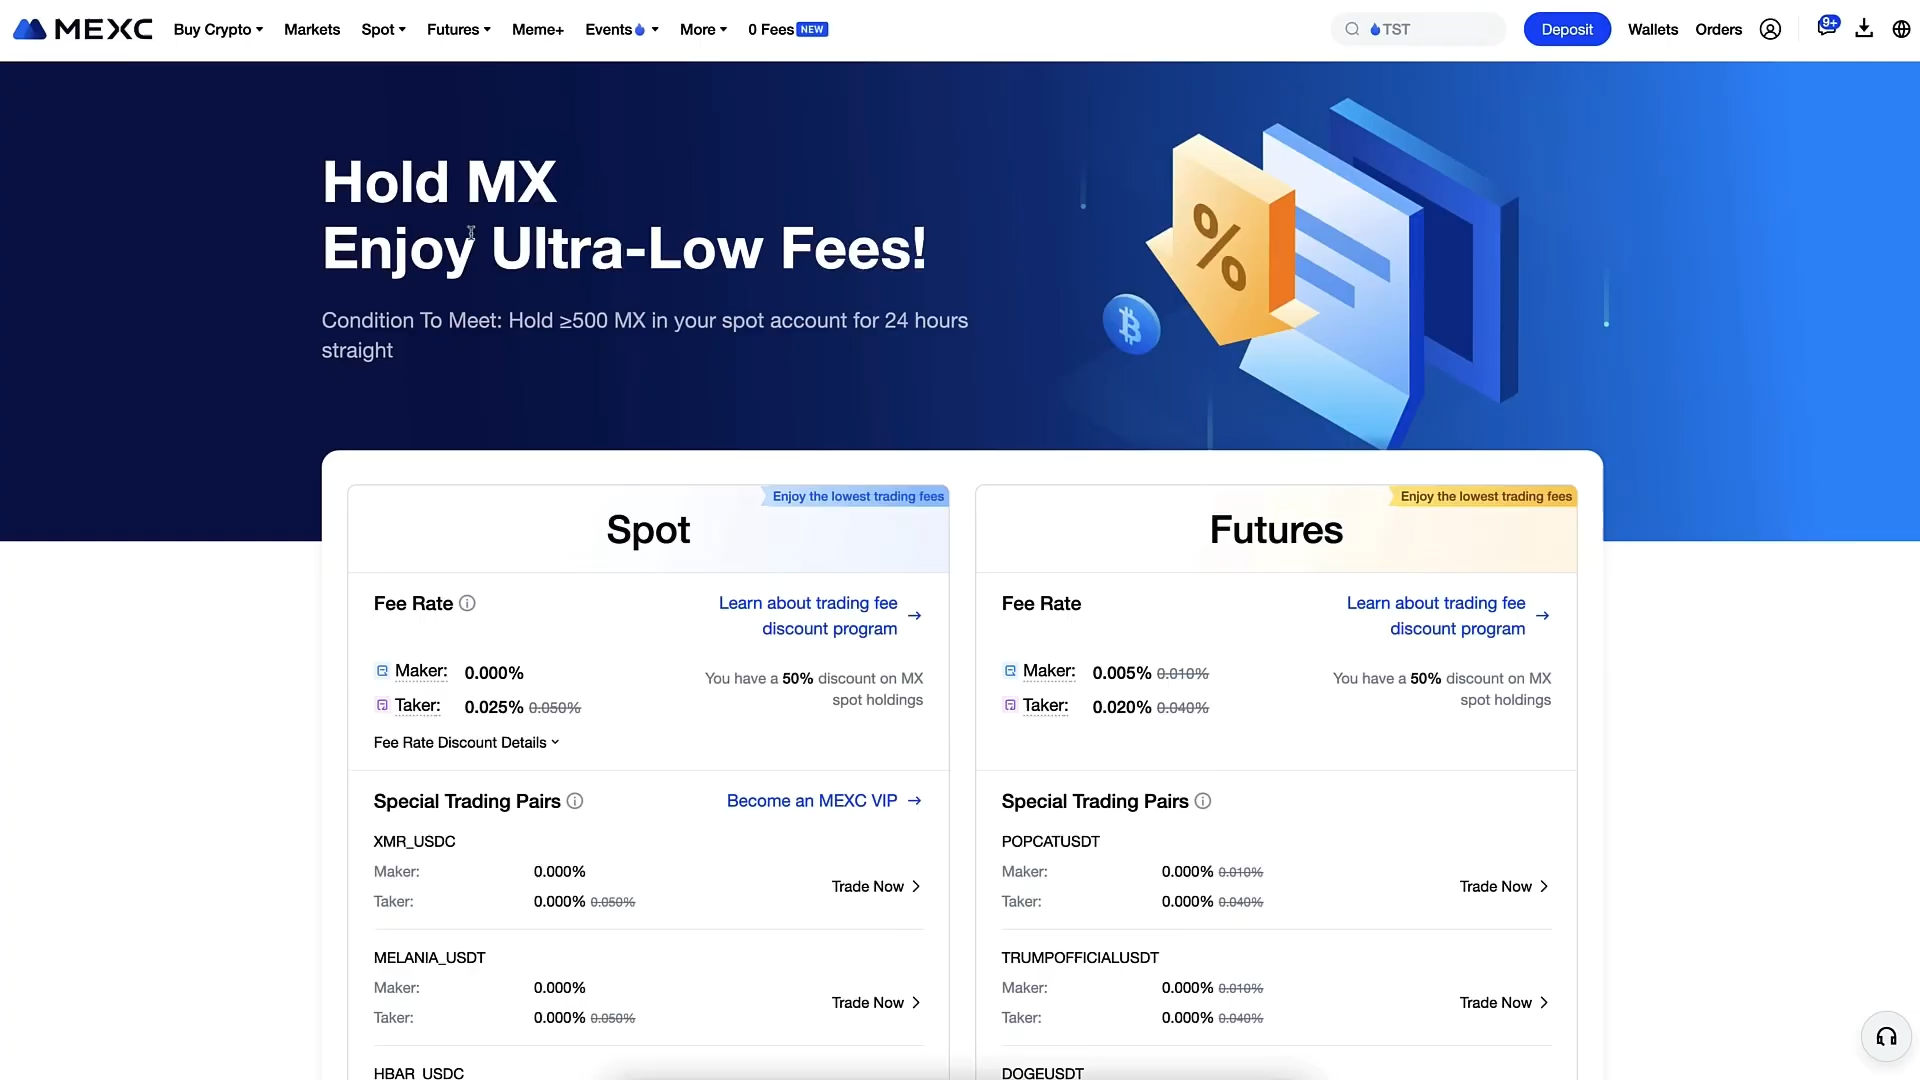 MEXC Buy Crypto Markets Spot Futures Meme+ Events More 0 Fees NEW TST Deposit Wallets Orders 9+
Hold MX
Enjoy Ultra-Low Fees!
Condition To Meet: Hold ≥500 MX in your spot account for 24 hours
straight
Enjoy the lowest trading fees
Spot
Fee Rate
Learn about trading fee
discount program
Maker: 0.000%
Taker: 0.025% 0.050%
You have a 50% discount on MX
spot holdings
Fee Rate Discount Details
Special Trading Pairs
Become an MEXC VIP
XMR_USDC
Maker: 0.000%
Taker: 0.000% 0.050%
Trade Now
MELANIA_USDT
Maker: 0.000%
Taker: 0.000% 0.050%
Trade Now
HBAR_USDC
Enjoy the lowest trading fees
Futures
Fee Rate
Learn about trading fee
discount program
Maker: 0.005% 0.010%
Taker: 0.020% 0.040%
You have a 50% discount on MX
spot holdings
Special Trading Pairs
POPCATUSDT
Maker: 0.000% 0.010%
Taker: 0.000% 0.040%
Trade Now
TRUMPOFFICIALUSDT
Maker: 0.000% 0.010%
Taker: 0.000% 0.040%
Trade Now
DOGEUSDT